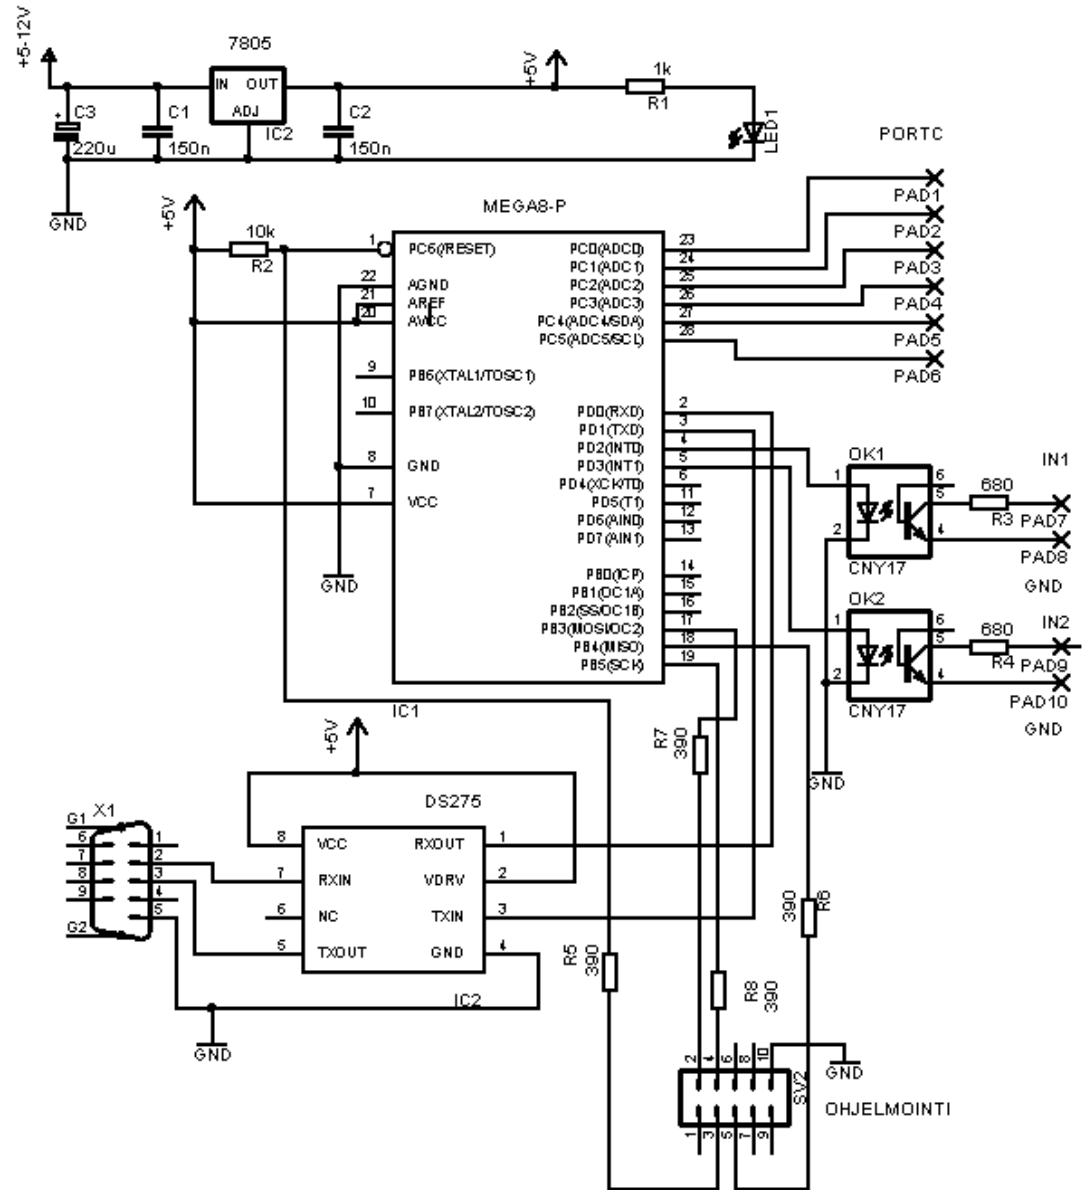 +5-12V
7805
IN OUT
ADJ
IC2
C3
220u
C1
150n
C2
150n
+5V
1k
R1
LED1
GND
PORTC
PAD1
PAD2
PAD3
PAD4
PAD5
PAD6
+5V
10k
R2
MEGA8-P
1 PC6(/RESET)
22 AGND
21 AREF
20 AVCC
9 PB6(XTAL1/TOSC1)
10 PB7(XTAL2/TOSC2)
8 GND
7 VCC
GND
PC0(ADC0) 23
PC1(ADC1) 24
PC2(ADC2) 25
PC3(ADC3) 26
PC4(ADC4/SDA) 27
PC5(ADC5/SCL) 28
PD0(RXD) 2
PD1(TXD) 3
PD2(INT0) 4
PD3(INT1) 5
PD4(XCK/T0) 6
PD5(T1) 11
PD6(AIN0) 12
PD7(AIN1) 13
PB0(ICP) 14
PB1(OC1A) 15
PB2(SS/OC1B) 16
PB3(MOSI/OC2) 17
PB4(MISO) 18
PB5(SCK) 19
IC1
OK1
1
2
6
5
4
CNY17
680
R3
IN1
PAD7
PAD8
GND
OK2
1
2
6
5
4
CNY17
680
R4
IN2
PAD9
PAD10
GND
GND
+5V
DS275
8 VCC RXOUT 1
7 RXIN VDRV 2
6 NC TXIN 3
5 TXOUT GND 4
IC2
X1
G1
6
7
8
9
G2
1
2
3
4
5
GND
R7
390
R6
390
R5
390
R8
390
2 4 6 8 10
1 3 5 7 9
SV2
GND
OHJELMOINTI